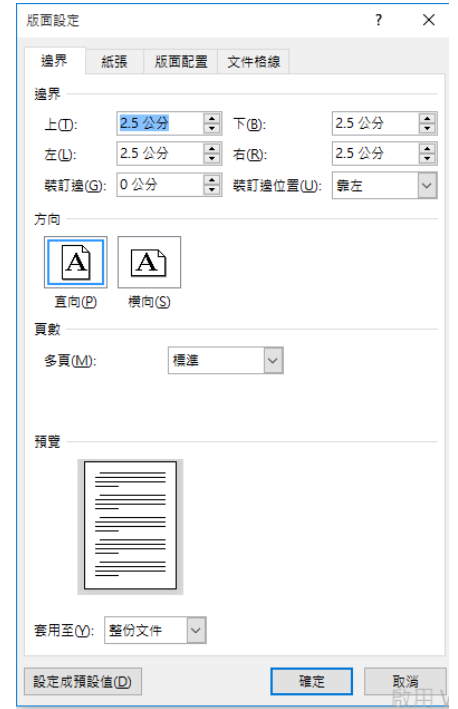 版面設定 ? ×
邊界 紙張 版面配置 文件格線
邊界
上(T): 2.5 公分 下(B): 2.5 公分
左(L): 2.5 公分 右(R): 2.5 公分
裝訂邊(G): 0 公分 裝訂邊位置(U): 靠左
方向
A A
直向(P) 橫向(S)
頁數
多頁(M): 標準
預覽
套用至(Y): 整份文件
設定成預設值(D) 確定 取消
啟用